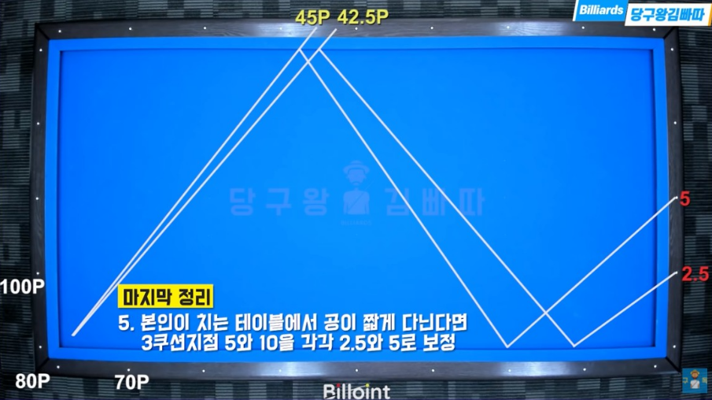 45P 42.5P
Billiards 당구왕김빠따
당구왕 김빠따
5
2.5
100P
마지막 정리
5. 본인이 치는 테이블에서 공이 짧게 다닌다면
3쿠션지점 5와 10을 각각 2.5와 5로 보정
80P
70P
Billoint